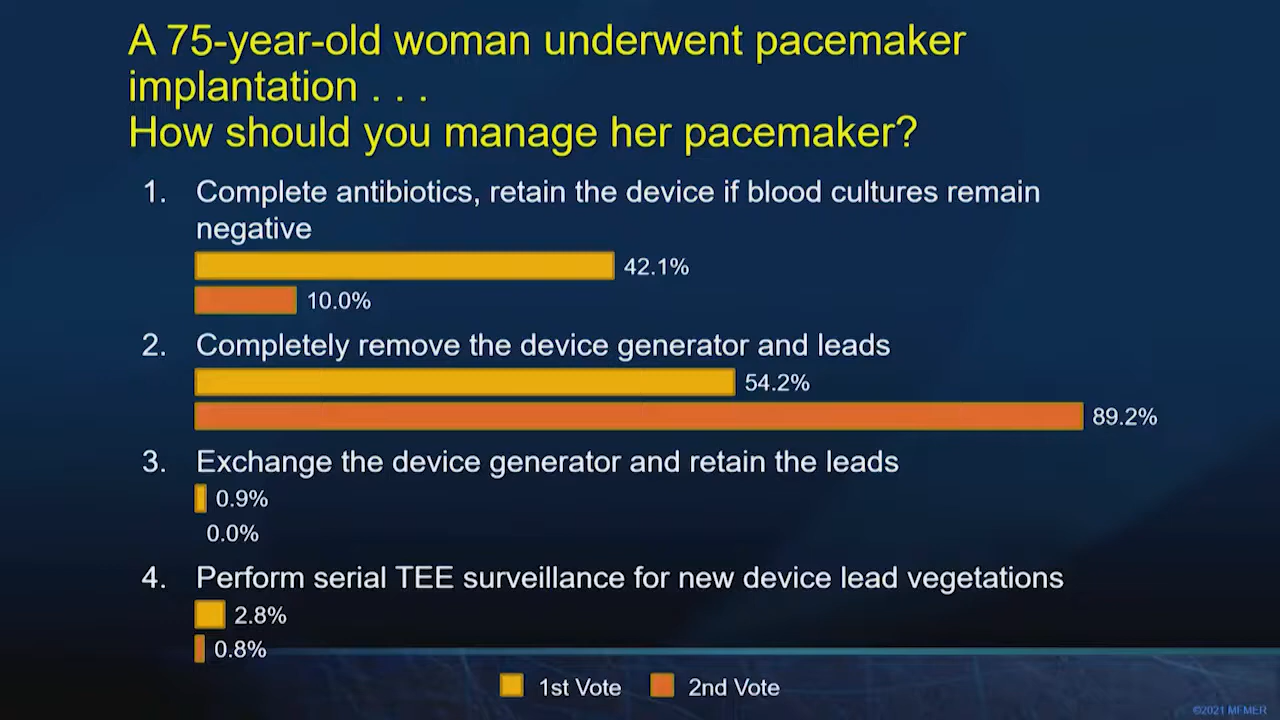 A 75-year-old woman underwent pacemaker
implantation . . .
How should you manage her pacemaker?
1. Complete antibiotics, retain the device if blood cultures remain
negative
42.1%
10.0%
2. Completely remove the device generator and leads
54.2%
89.2%
3. Exchange the device generator and retain the leads
0.9%
0.0%
4. Perform serial TEE surveillance for new device lead vegetations
2.8%
0.8%
1st Vote 2nd Vote
©2021 MFMER